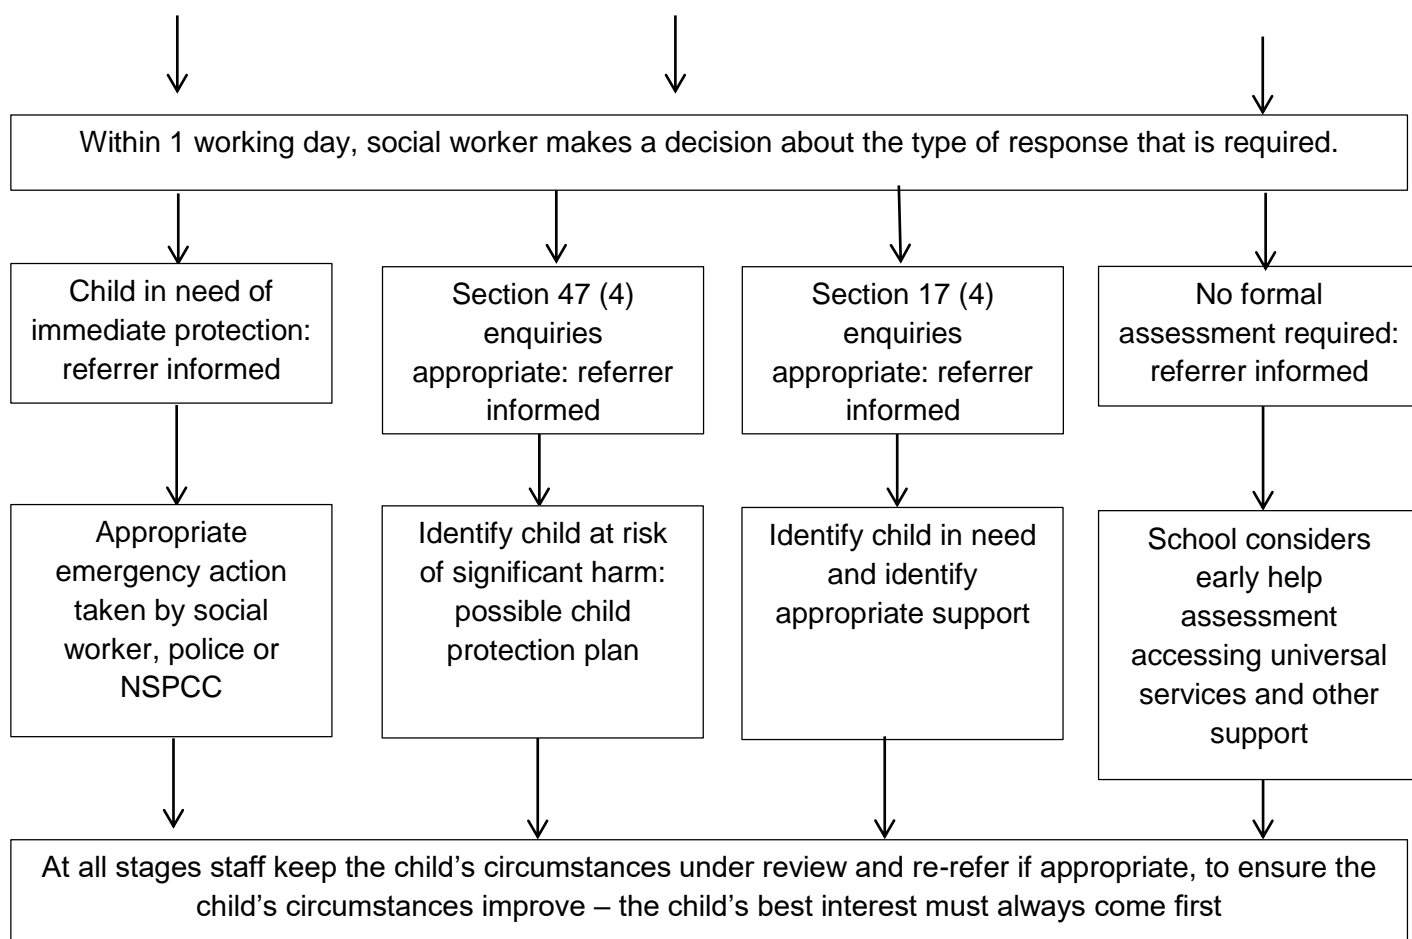 Within 1 working day, social worker makes a decision about the type of response that is required.
Child in need of
immediate protection:
referrer informed
Section 47 (4)
enquiries
appropriate: referrer
informed
Section 17 (4)
enquiries
appropriate: referrer
informed
No formal
assessment required:
referrer informed
Appropriate
emergency action
taken by social
worker, police or
NSPCC
Identify child at risk
of significant harm:
possible child
protection plan
Identify child in need
and identify
appropriate support
School considers
early help
assessment
accessing universal
services and other
support
At all stages staff keep the child’s circumstances under review and re-refer if appropriate, to ensure the
child’s circumstances improve – the child’s best interest must always come first